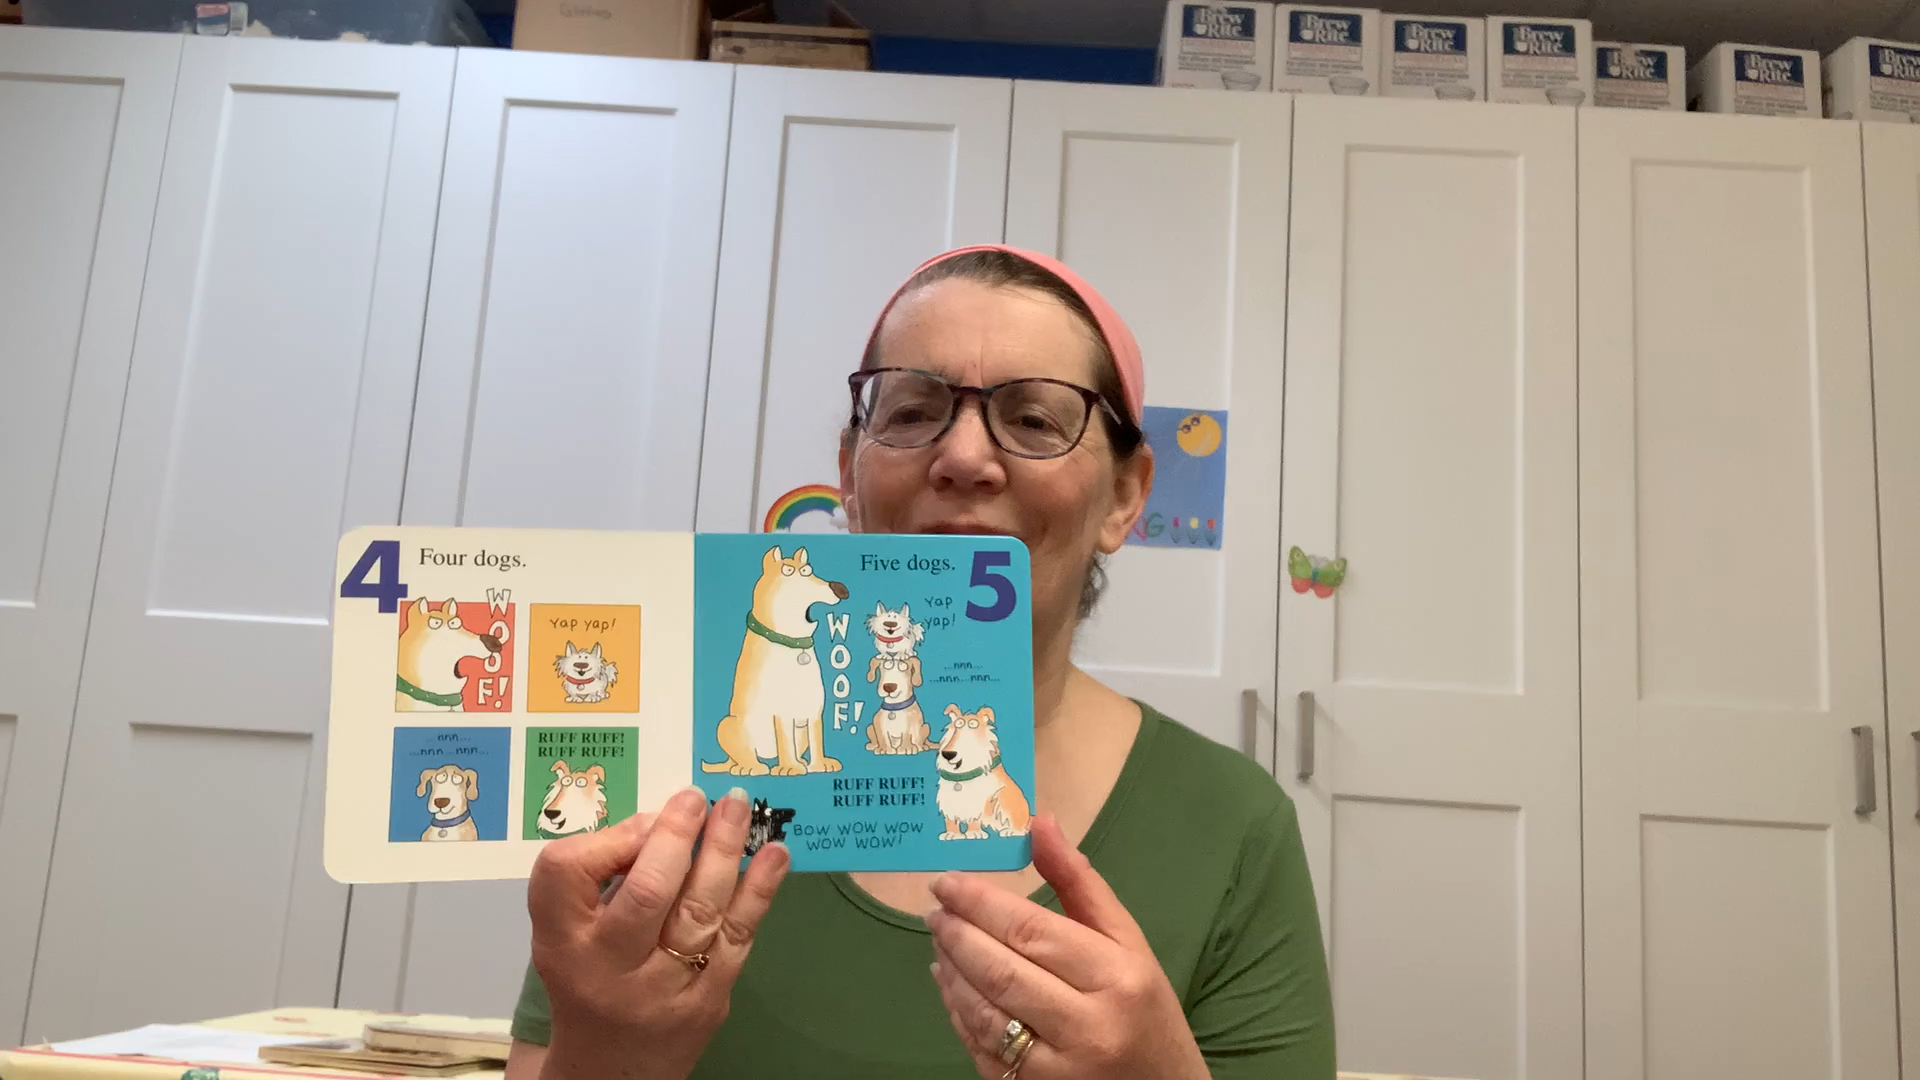 Brew Rite
Brew Rite
Brew Rite
Brew Rite
Brew Rite
Brew Rite
Brew Rite
4 Four dogs.
WOOF!
Yap yap!
...nnn...
...nnn...nnn...
RUFF RUFF!
RUFF RUFF!
Five dogs. 5
WOOF!
Yap
yap!
...nnn...
...nnn...nnn...
RUFF RUFF!
RUFF RUFF!
BOW WOW WOW
WOW WOW!